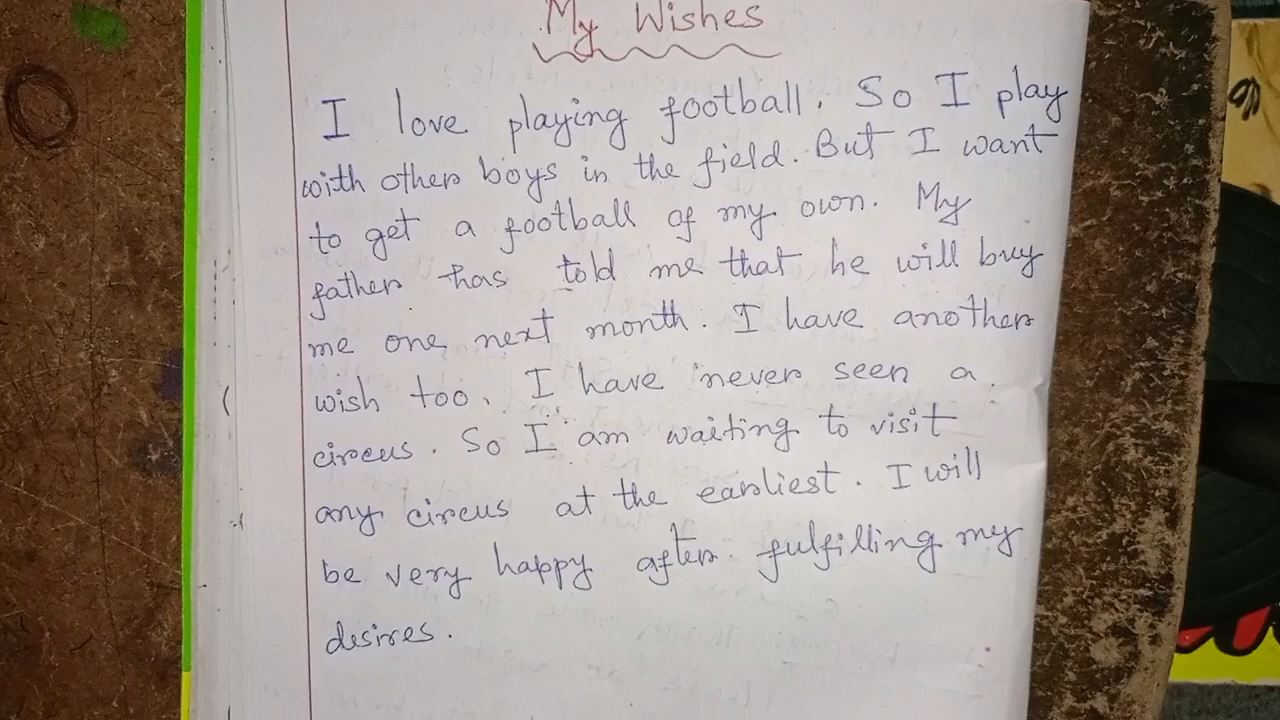 My Wishes
I love playing football. So I play
with other boys in the field. But I want
to get a football of my own. My
father has told me that he will buy
me one next month. I have another
wish too. I have never seen a
circus. So I am waiting to visit
any circus at the earliest. I will
be very happy after fulfilling my
desires.